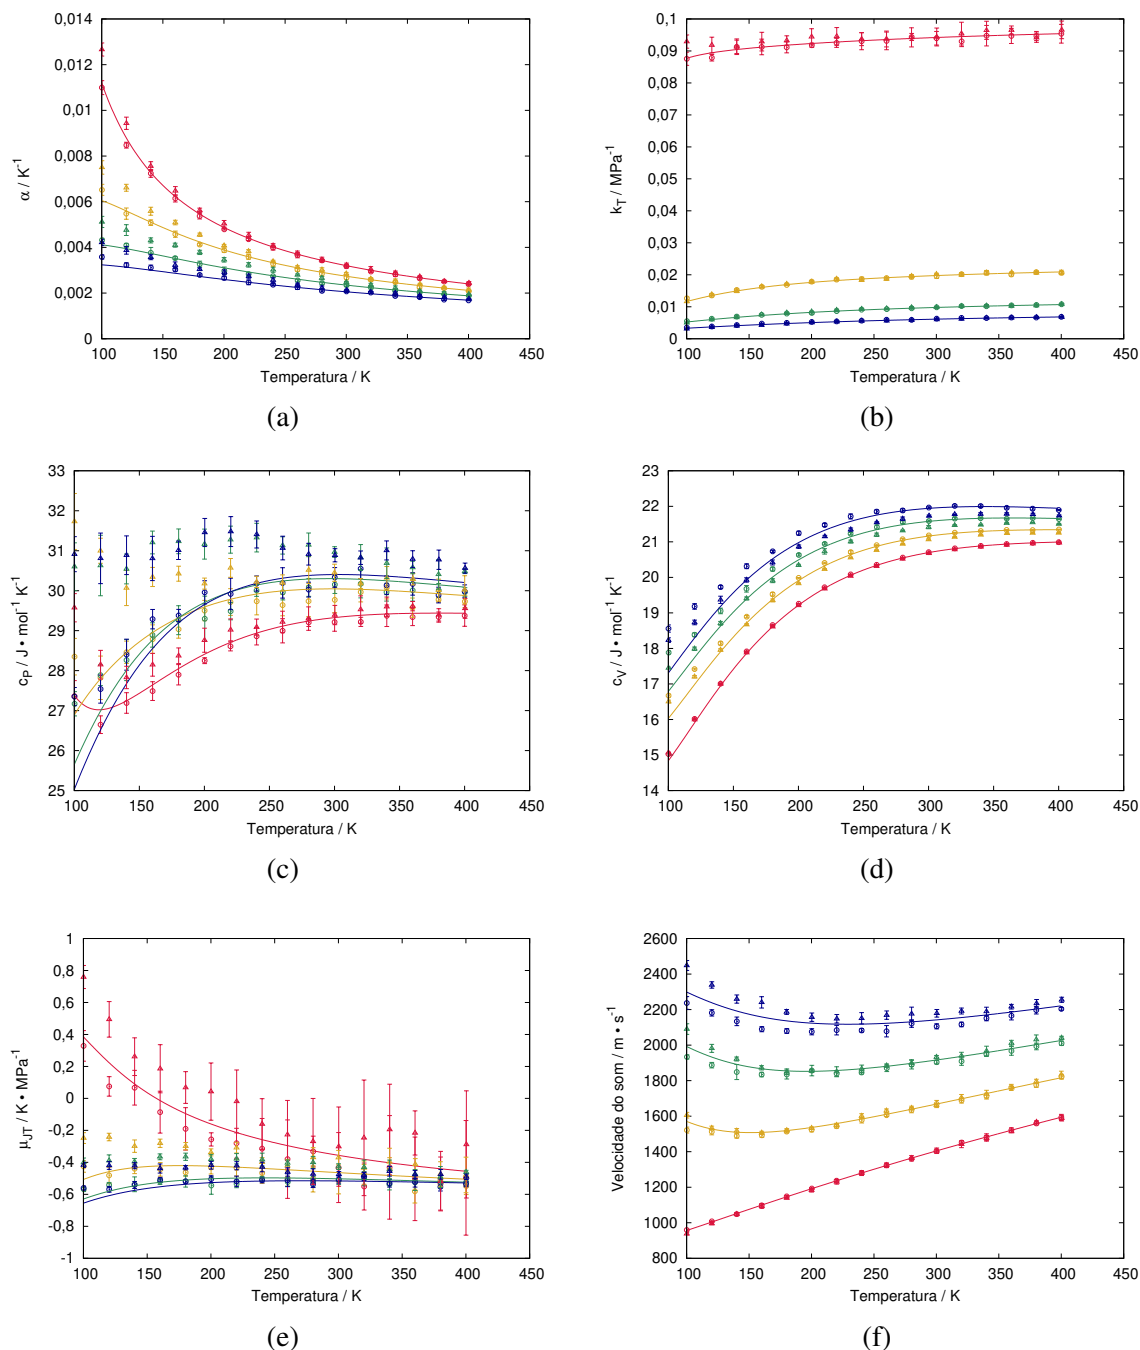 0,014
0,012
0,01
0,008
0,006
0,004
0,002
0
α / K⁻¹
100 150 200 250 300 350 400 450
Temperatura / K
(a)
0,1
0,09
0,08
0,07
0,06
0,05
0,04
0,03
0,02
0,01
0
k_T / MPa⁻¹
100 150 200 250 300 350 400 450
Temperatura / K
(b)
33
32
31
30
29
28
27
26
25
c_P / J • mol⁻¹ K⁻¹
100 150 200 250 300 350 400 450
Temperatura / K
(c)
23
22
21
20
19
18
17
16
15
14
c_V / J • mol⁻¹ K⁻¹
100 150 200 250 300 350 400 450
Temperatura / K
(d)
1
0,8
0,6
0,4
0,2
0
-0,2
-0,4
-0,6
-0,8
-1
μ_JT / K • MPa⁻¹
100 150 200 250 300 350 400 450
Temperatura / K
(e)
2600
2400
2200
2000
1800
1600
1400
1200
1000
800
Velocidade do som / m • s⁻¹
100 150 200 250 300 350 400 450
Temperatura / K
(f)